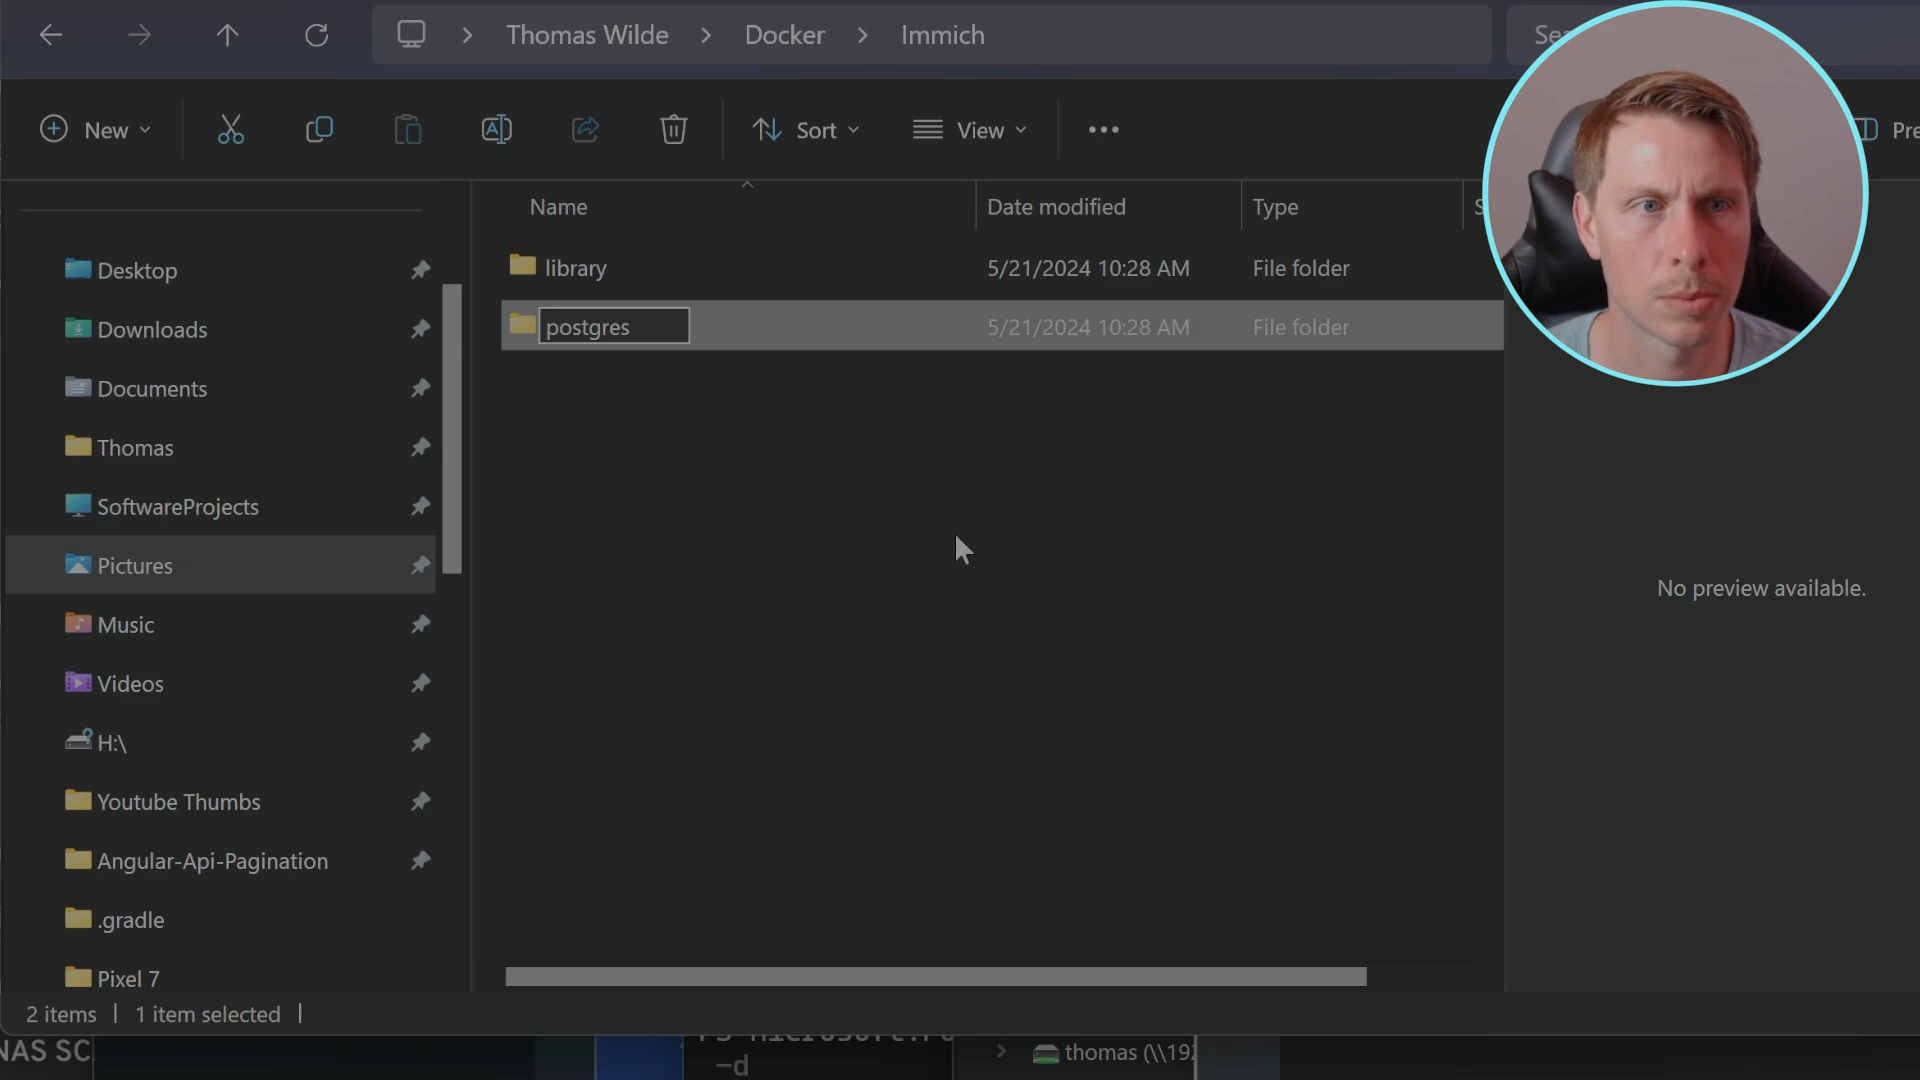 Thomas Wilde > Docker > Immich
New
Sort
View
Name
Date modified
Type
library
5/21/2024 10:28 AM
File folder
postgres
5/21/2024 10:28 AM
File folder
Desktop
Downloads
Documents
Thomas
SoftwareProjects
Pictures
Music
Videos
H:\
Youtube Thumbs
Angular-Api-Pagination
.gradle
Pixel 7
No preview available.
2 items | 1 item selected |
NAS SC
-d
thomas (\\192